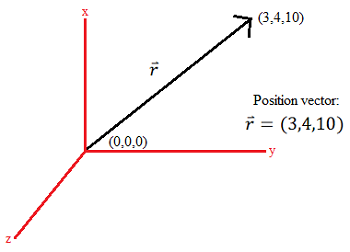 x
(3,4,10)
r⃗
Position vector:
r⃗ = (3,4,10)
(0,0,0)
y
z